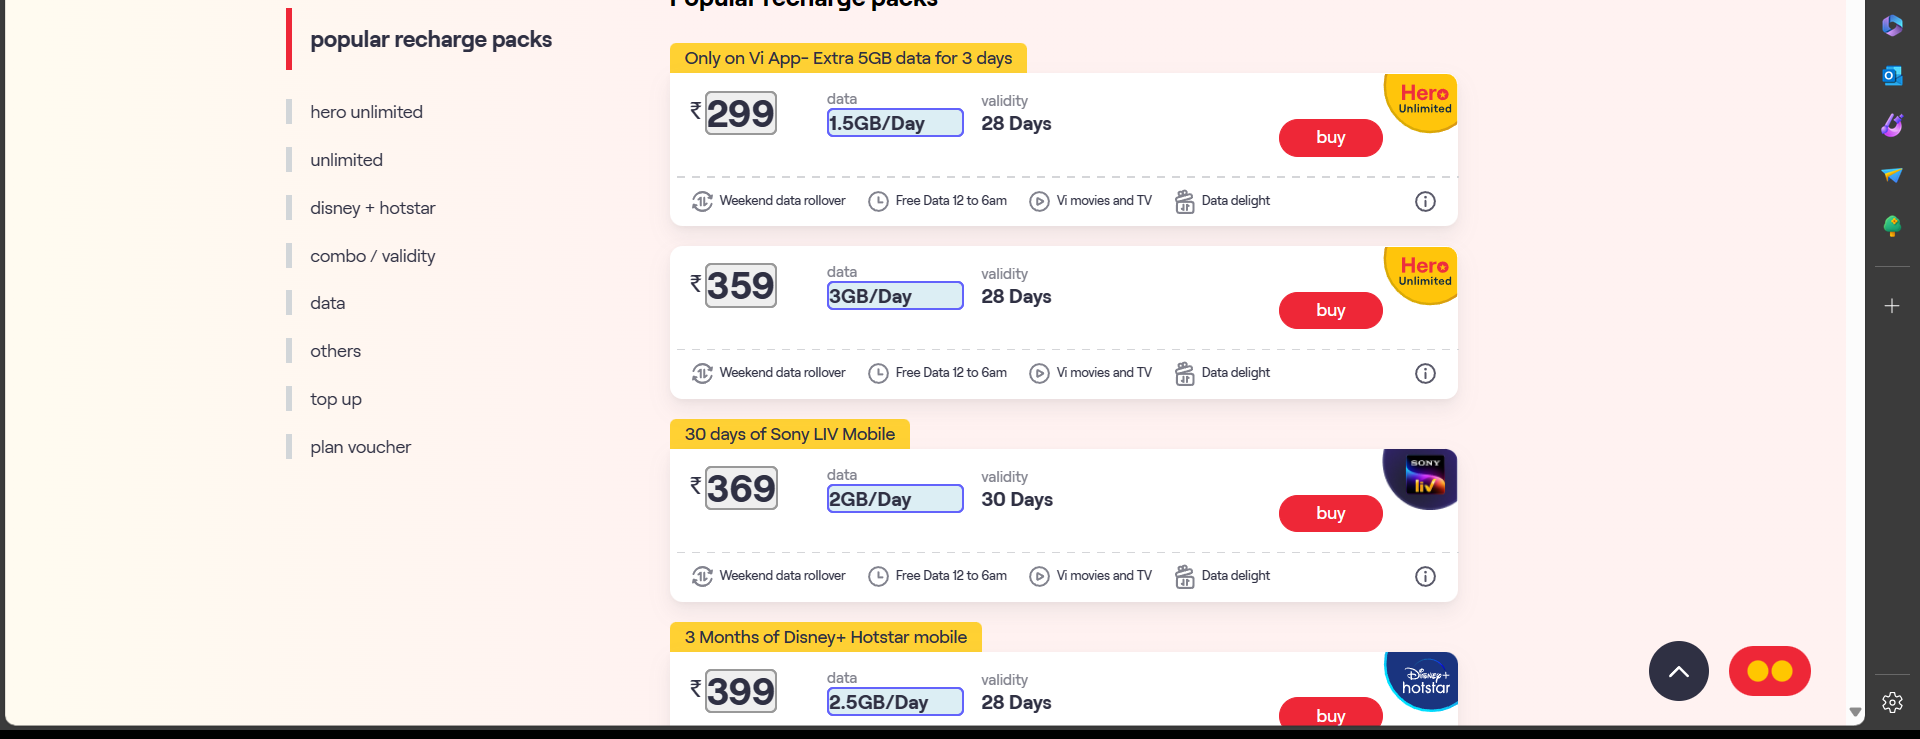 popular recharge packs
hero unlimited
unlimited
disney + hotstar
combo / validity
data
others
top up
plan voucher
Popular recharge packs
Only on Vi App- Extra 5GB data for 3 days
₹ 299
data
1.5GB/Day
validity
28 Days
buy
Hero
Unlimited
Weekend data rollover
Free Data 12 to 6am
Vi movies and TV
Data delight
₹ 359
data
3GB/Day
validity
28 Days
buy
Hero
Unlimited
Weekend data rollover
Free Data 12 to 6am
Vi movies and TV
Data delight
30 days of Sony LIV Mobile
₹ 369
data
2GB/Day
validity
30 Days
buy
SONY
liv
Weekend data rollover
Free Data 12 to 6am
Vi movies and TV
Data delight
3 Months of Disney+ Hotstar mobile
₹ 399
data
2.5GB/Day
validity
28 Days
buy
Disney+
hotstar